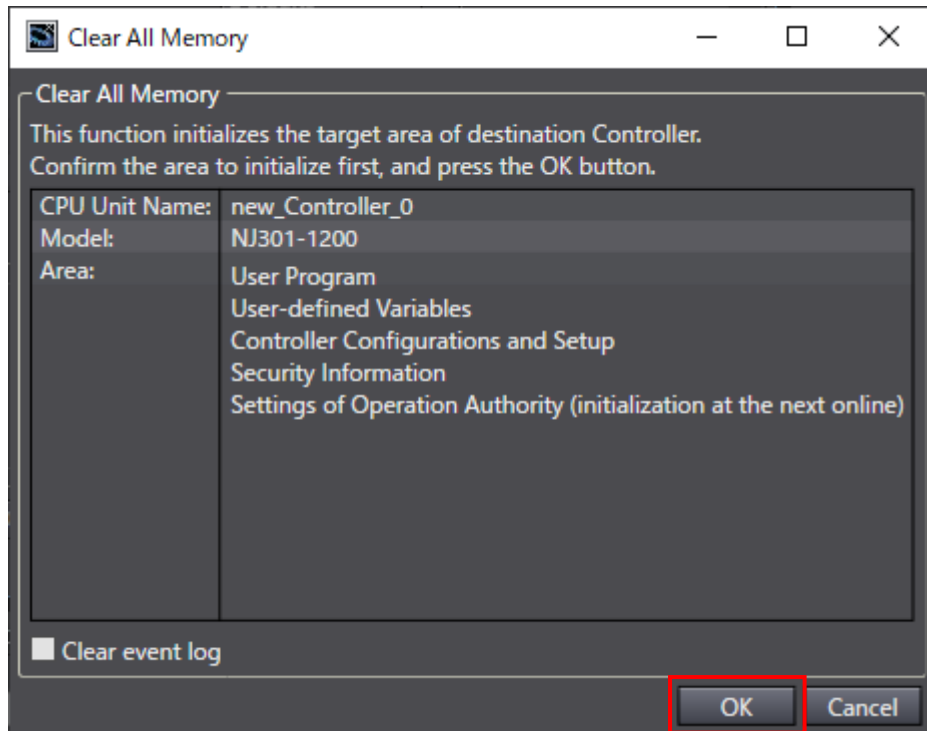 Clear All Memory
Clear All Memory
This function initializes the target area of destination Controller.
Confirm the area to initialize first, and press the OK button.
CPU Unit Name: new_Controller_0
Model: NJ301-1200
Area: User Program
User-defined Variables
Controller Configurations and Setup
Security Information
Settings of Operation Authority (initialization at the next online)
Clear event log
OK Cancel